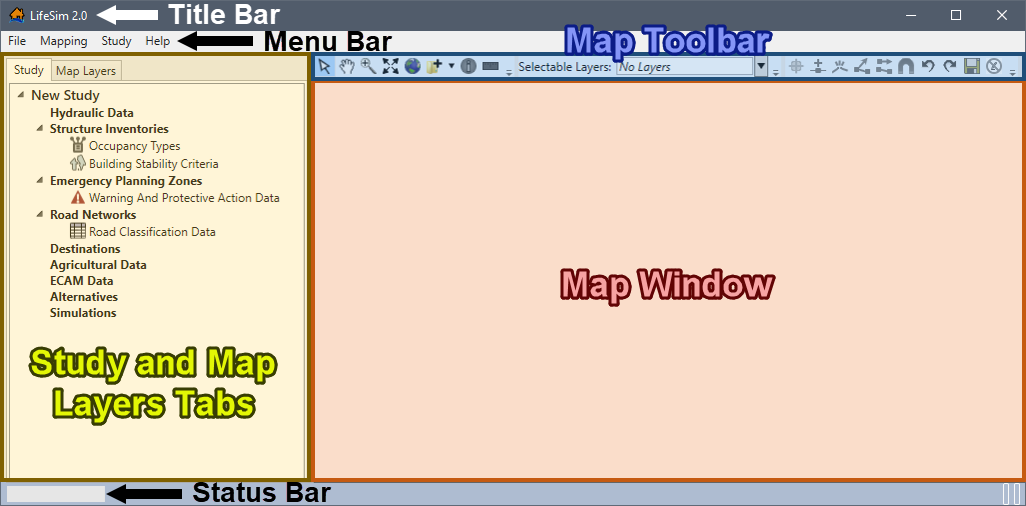 LifeSim 2.0
Title Bar
File Mapping Study Help
Menu Bar
Map Toolbar
Study Map Layers
Selectable Layers: No Layers
New Study
Hydraulic Data
Structure Inventories
Occupancy Types
Building Stability Criteria
Emergency Planning Zones
Warning And Protective Action Data
Road Networks
Road Classification Data
Destinations
Agricultural Data
ECAM Data
Alternatives
Simulations
Map Window
Study and Map
Layers Tabs
Status Bar